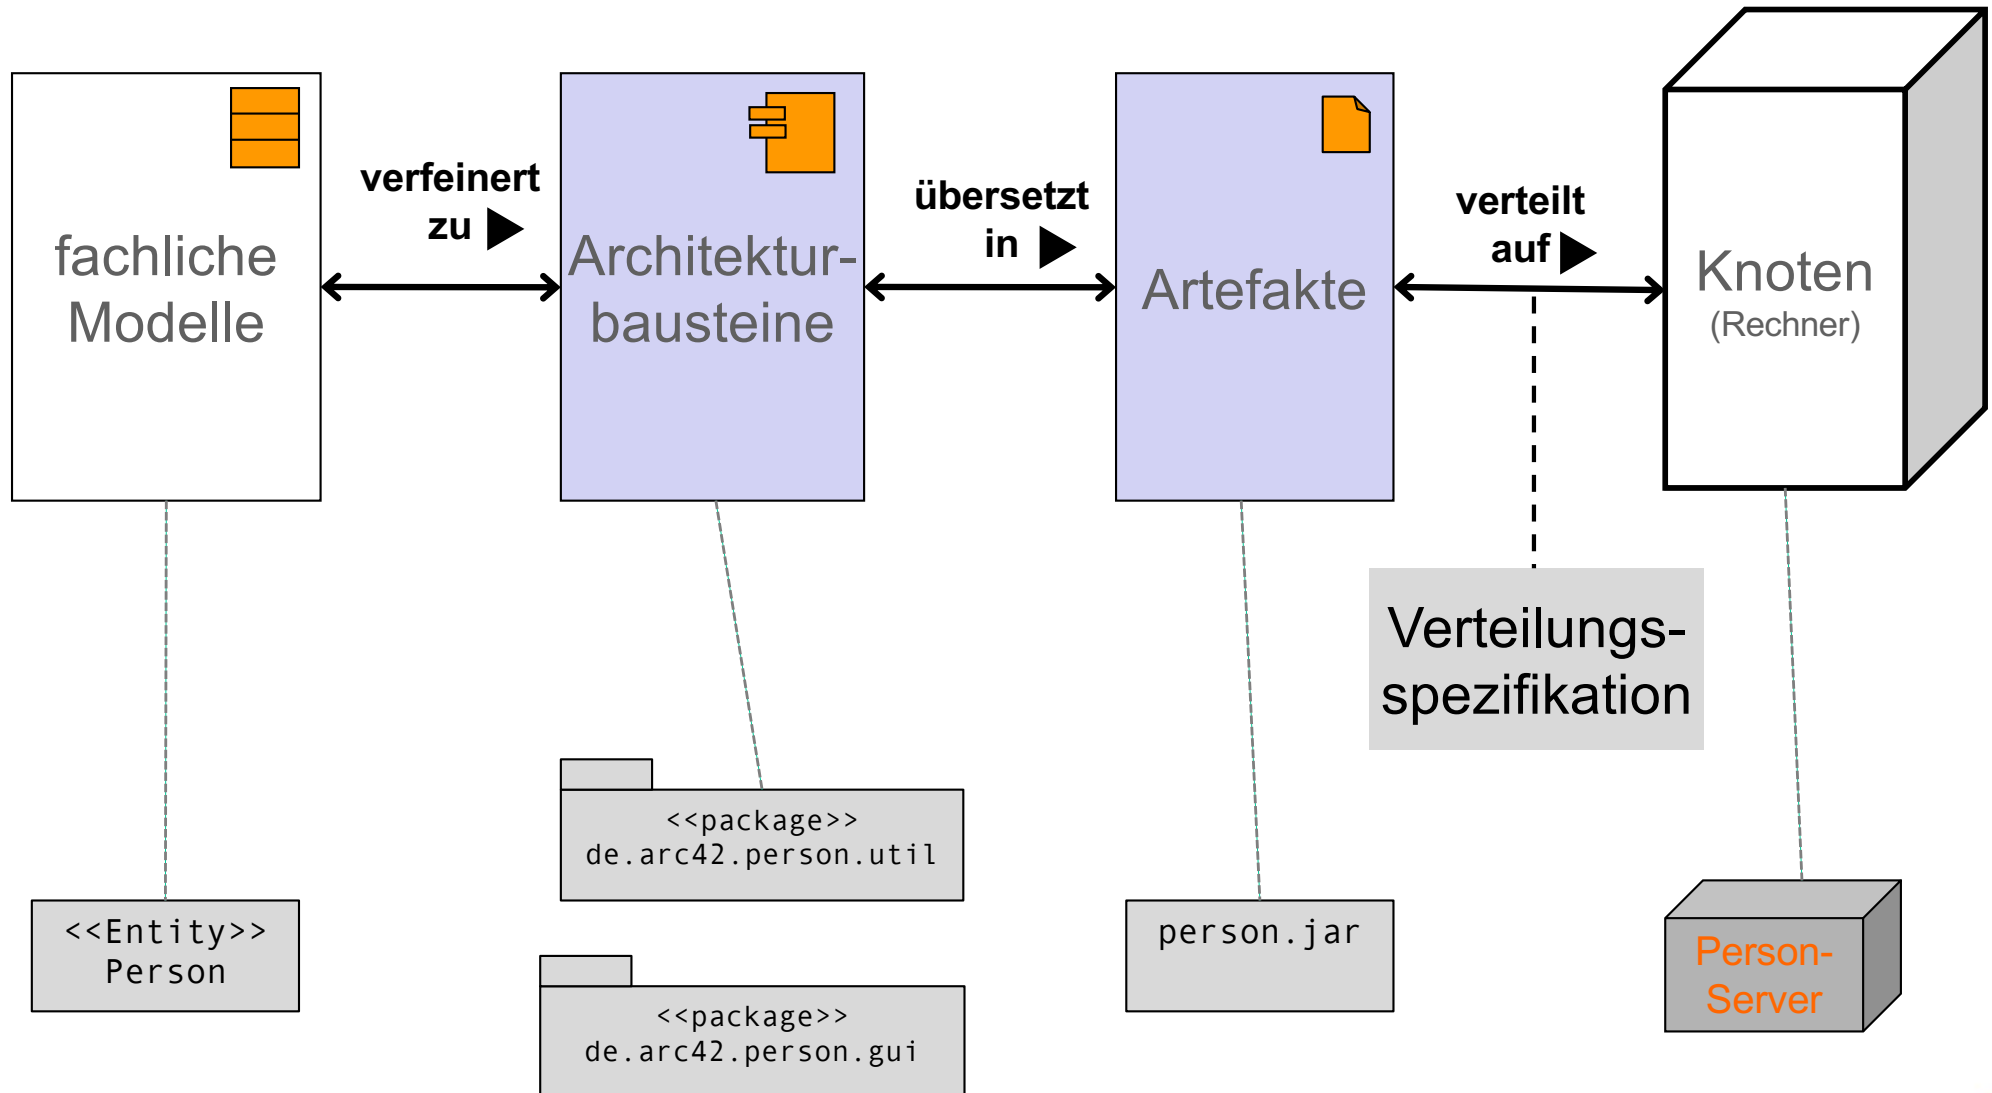 fachliche
Modelle
verfeinert
zu
Architektur-
bausteine
übersetzt
in
Artefakte
verteilt
auf
Knoten
(Rechner)
Verteilungs-
spezifikation
<<Entity>>
Person
<<package>>
de.arc42.person.util
<<package>>
de.arc42.person.gui
person.jar
Person-
Server